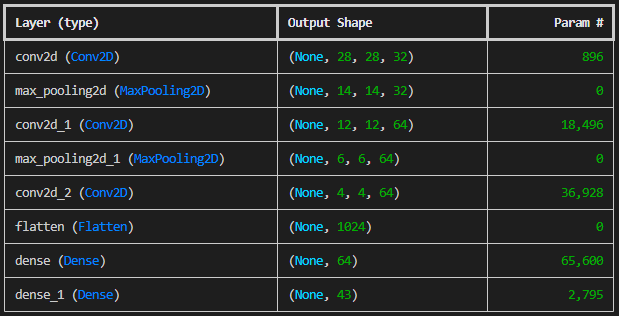 Layer (type) Output Shape Param #
conv2d (Conv2D) (None, 28, 28, 32) 896
max_pooling2d (MaxPooling2D) (None, 14, 14, 32) 0
conv2d_1 (Conv2D) (None, 12, 12, 64) 18,496
max_pooling2d_1 (MaxPooling2D) (None, 6, 6, 64) 0
conv2d_2 (Conv2D) (None, 4, 4, 64) 36,928
flatten (Flatten) (None, 1024) 0
dense (Dense) (None, 64) 65,600
dense_1 (Dense) (None, 43) 2,795